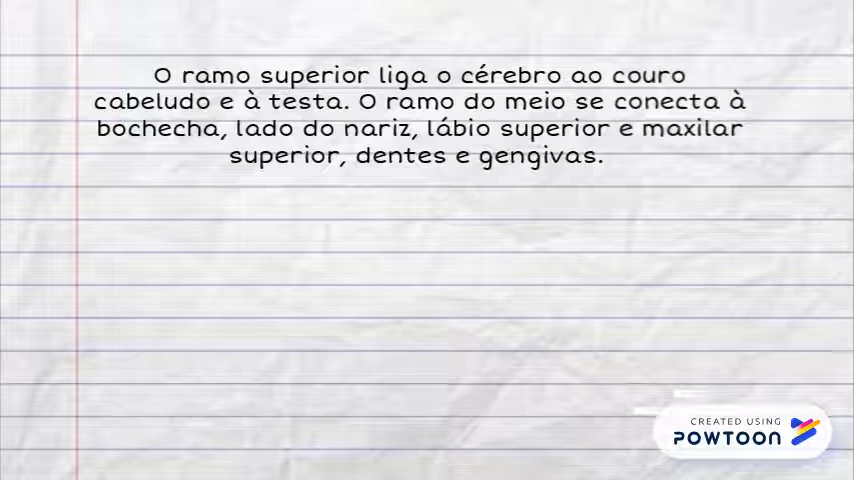 O ramo superior liga o cérebro ao couro
cabeludo e à testa. O ramo do meio se conecta à
bochecha, lado do nariz, lábio superior e maxilar
superior, dentes e gengivas.
CREATED USING
POWTOON